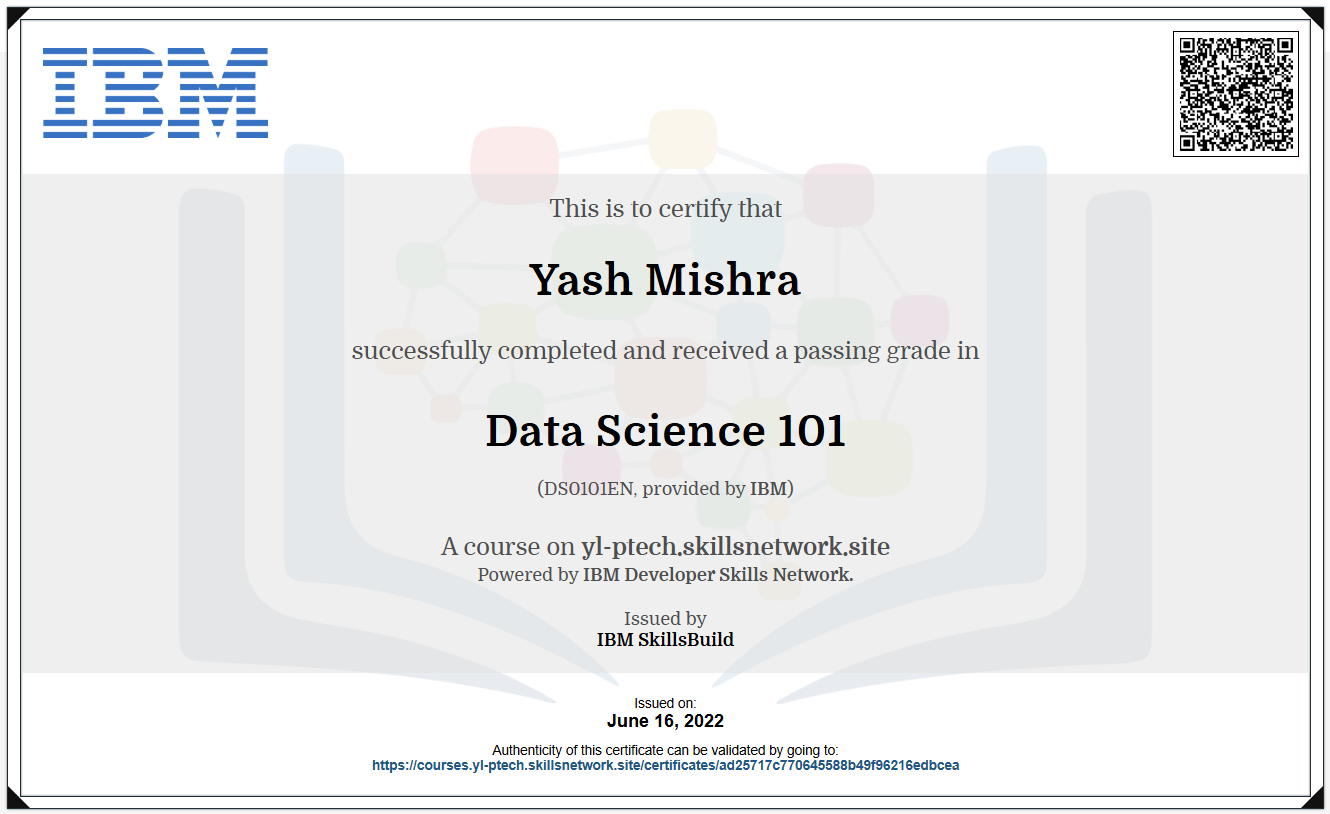 IBM
This is to certify that
Yash Mishra
successfully completed and received a passing grade in
Data Science 101
(DS0101EN, provided by IBM)
A course on yl-ptech.skillsnetwork.site
Powered by IBM Developer Skills Network.
Issued by
IBM SkillsBuild
Issued on:
June 16, 2022
Authenticity of this certificate can be validated by going to:
https://courses.yl-ptech.skillsnetwork.site/certificates/ad25717c770645588b49f96216edbcea